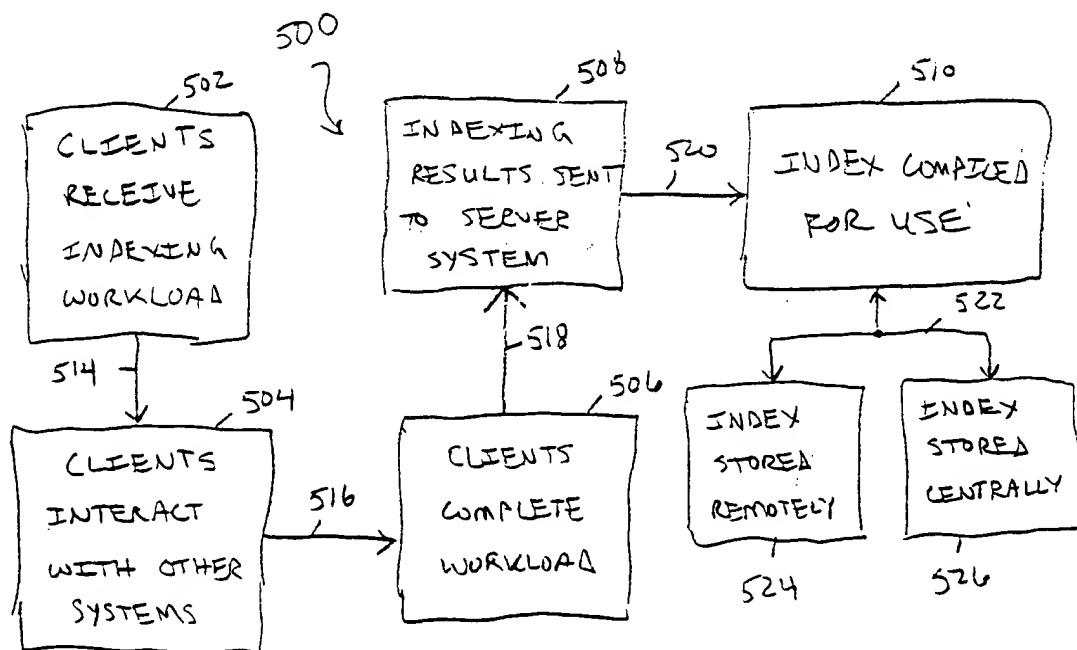 500
502
CLIENTS
RECEIVE
INDEXING
WORKLOAD
514
504
CLIENTS
INTERACT
WITH OTHER
SYSTEMS
516
506
CLIENTS
COMPLETE
WORKLOAD
518
508
INDEXING
RESULTS SENT
TO SERVER
SYSTEM
520
510
INDEX COMPILED
FOR USE
522
INDEX
STORED
REMOTELY
524
INDEX
STORED
CENTRALLY
526